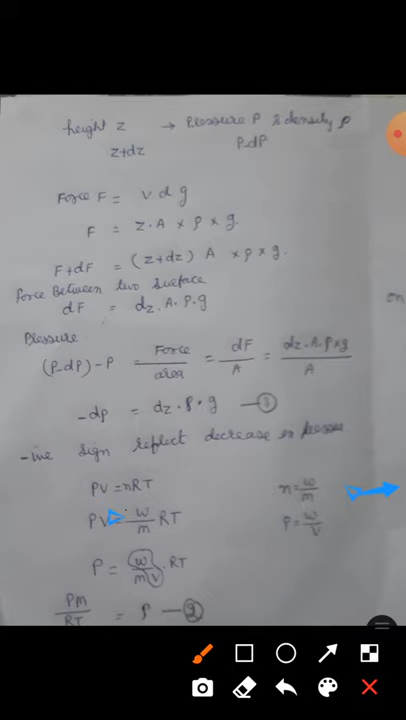 height z → Pressure P & density ρ
z+dz P-dP
Force F = v d g
F = z.A × ρ × g.
F+dF = (z+dz) A × ρ × g.
Force Between two surface
dF = dz.A.ρ.g
Pressure
(P-dP)-P = Force/area = dF/A = dz.A.ρ×g/A
-dp = dz.ρ.g —①
-ive sign reflect decrease in pressure
PV = nRT n = w/m
PV = w/m RT ρ = w/v
P = w/m v . RT
PM/RT = ρ —②
on